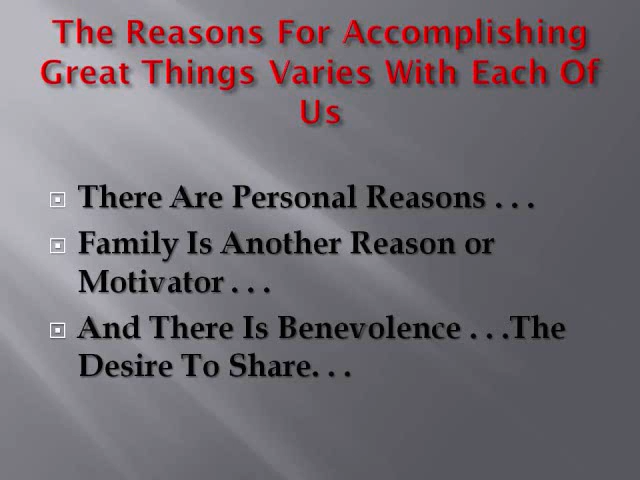 The Reasons For Accomplishing
Great Things Varies With Each Of
Us
There Are Personal Reasons . . .
Family Is Another Reason or
Motivator . . .
And There Is Benevolence . . .The
Desire To Share. . .